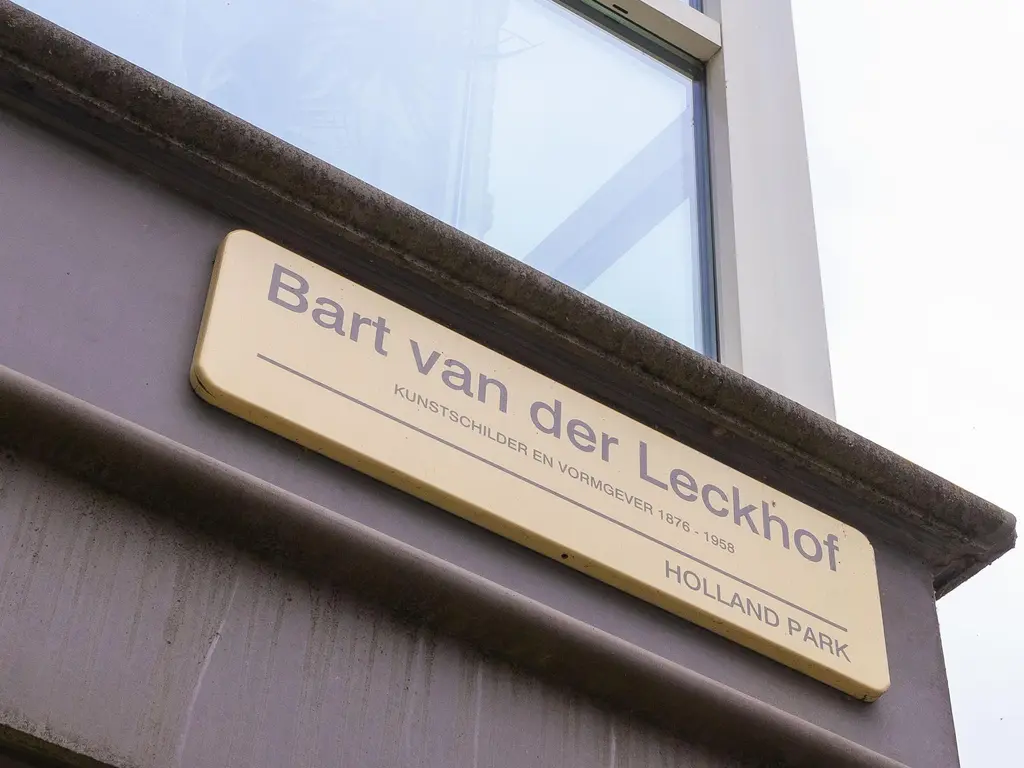 Bart van der Leckhof
KUNSTSCHILDER EN VORMGEVER 1876 - 1958
HOLLAND PARK